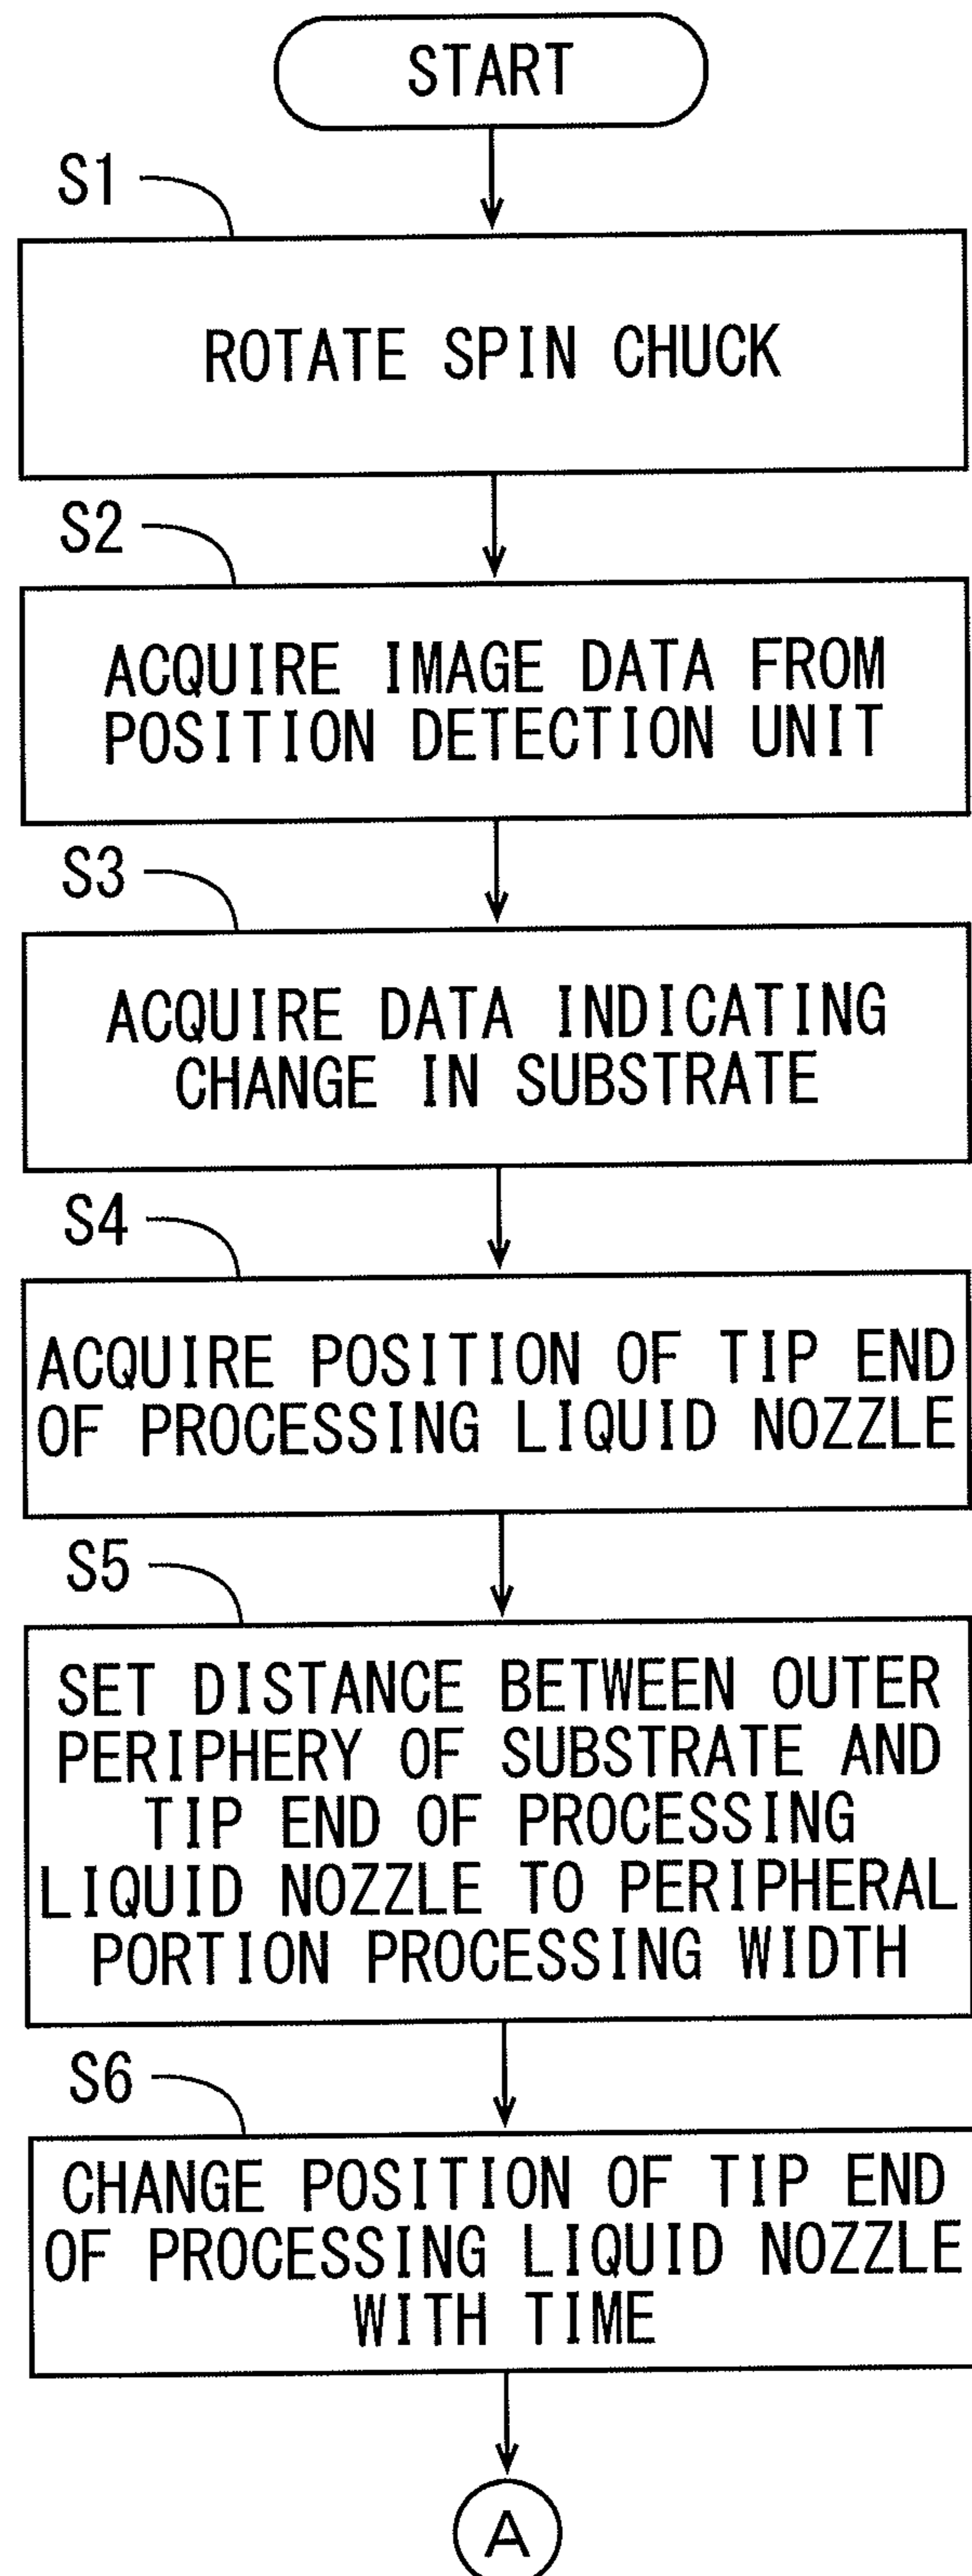 START
S1
ROTATE SPIN CHUCK
S2
ACQUIRE IMAGE DATA FROM
POSITION DETECTION UNIT
S3
ACQUIRE DATA INDICATING
CHANGE IN SUBSTRATE
S4
ACQUIRE POSITION OF TIP END
OF PROCESSING LIQUID NOZZLE
S5
SET DISTANCE BETWEEN OUTER
PERIPHERY OF SUBSTRATE AND
TIP END OF PROCESSING
LIQUID NOZZLE TO PERIPHERAL
PORTION PROCESSING WIDTH
S6
CHANGE POSITION OF TIP END
OF PROCESSING LIQUID NOZZLE
WITH TIME
A